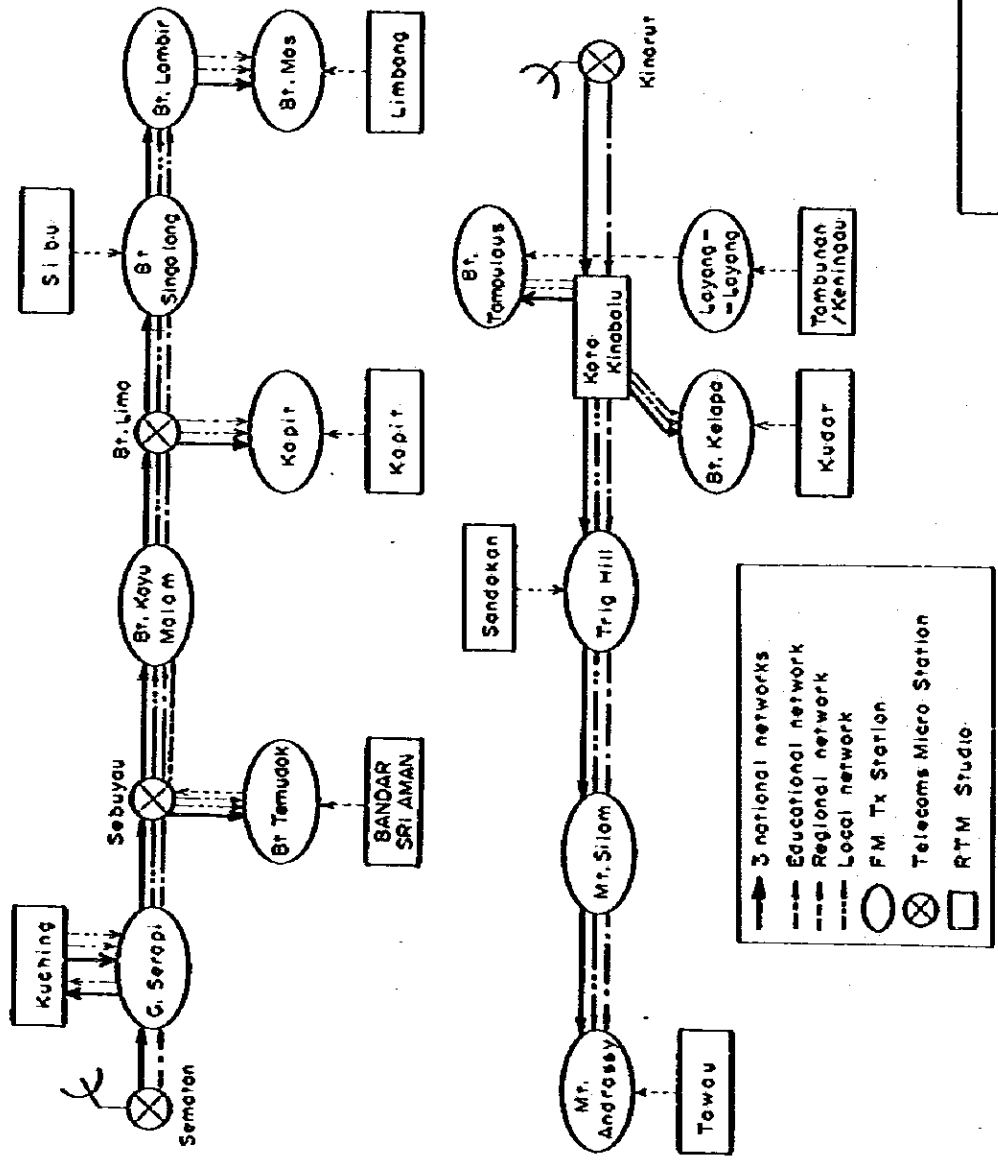 Sematan
Kuching
G. Serapi
Sebuyau
Bt Temudok
BANDAR
SRI AMAN
Bt. Kayu
Malam
Bt. Lima
Kapit
Kapit
Sibu
Bt
Singalang
Bt. Lambir
Bt. Mas
Limbang
Mt.
Andrassy
Tawau
Mt. Silam
Sandakan
Trig Hill
Bt. Kelapa
Kudat
Kota
Kinabalu
Bt.
Tampulaus
Layang-
-Layang
Tambunan
/Keningau
Kinarut
3 national networks
Educational network
Regional network
Local network
FM Tx Station
Telecoms Micro Station
RTM Studio